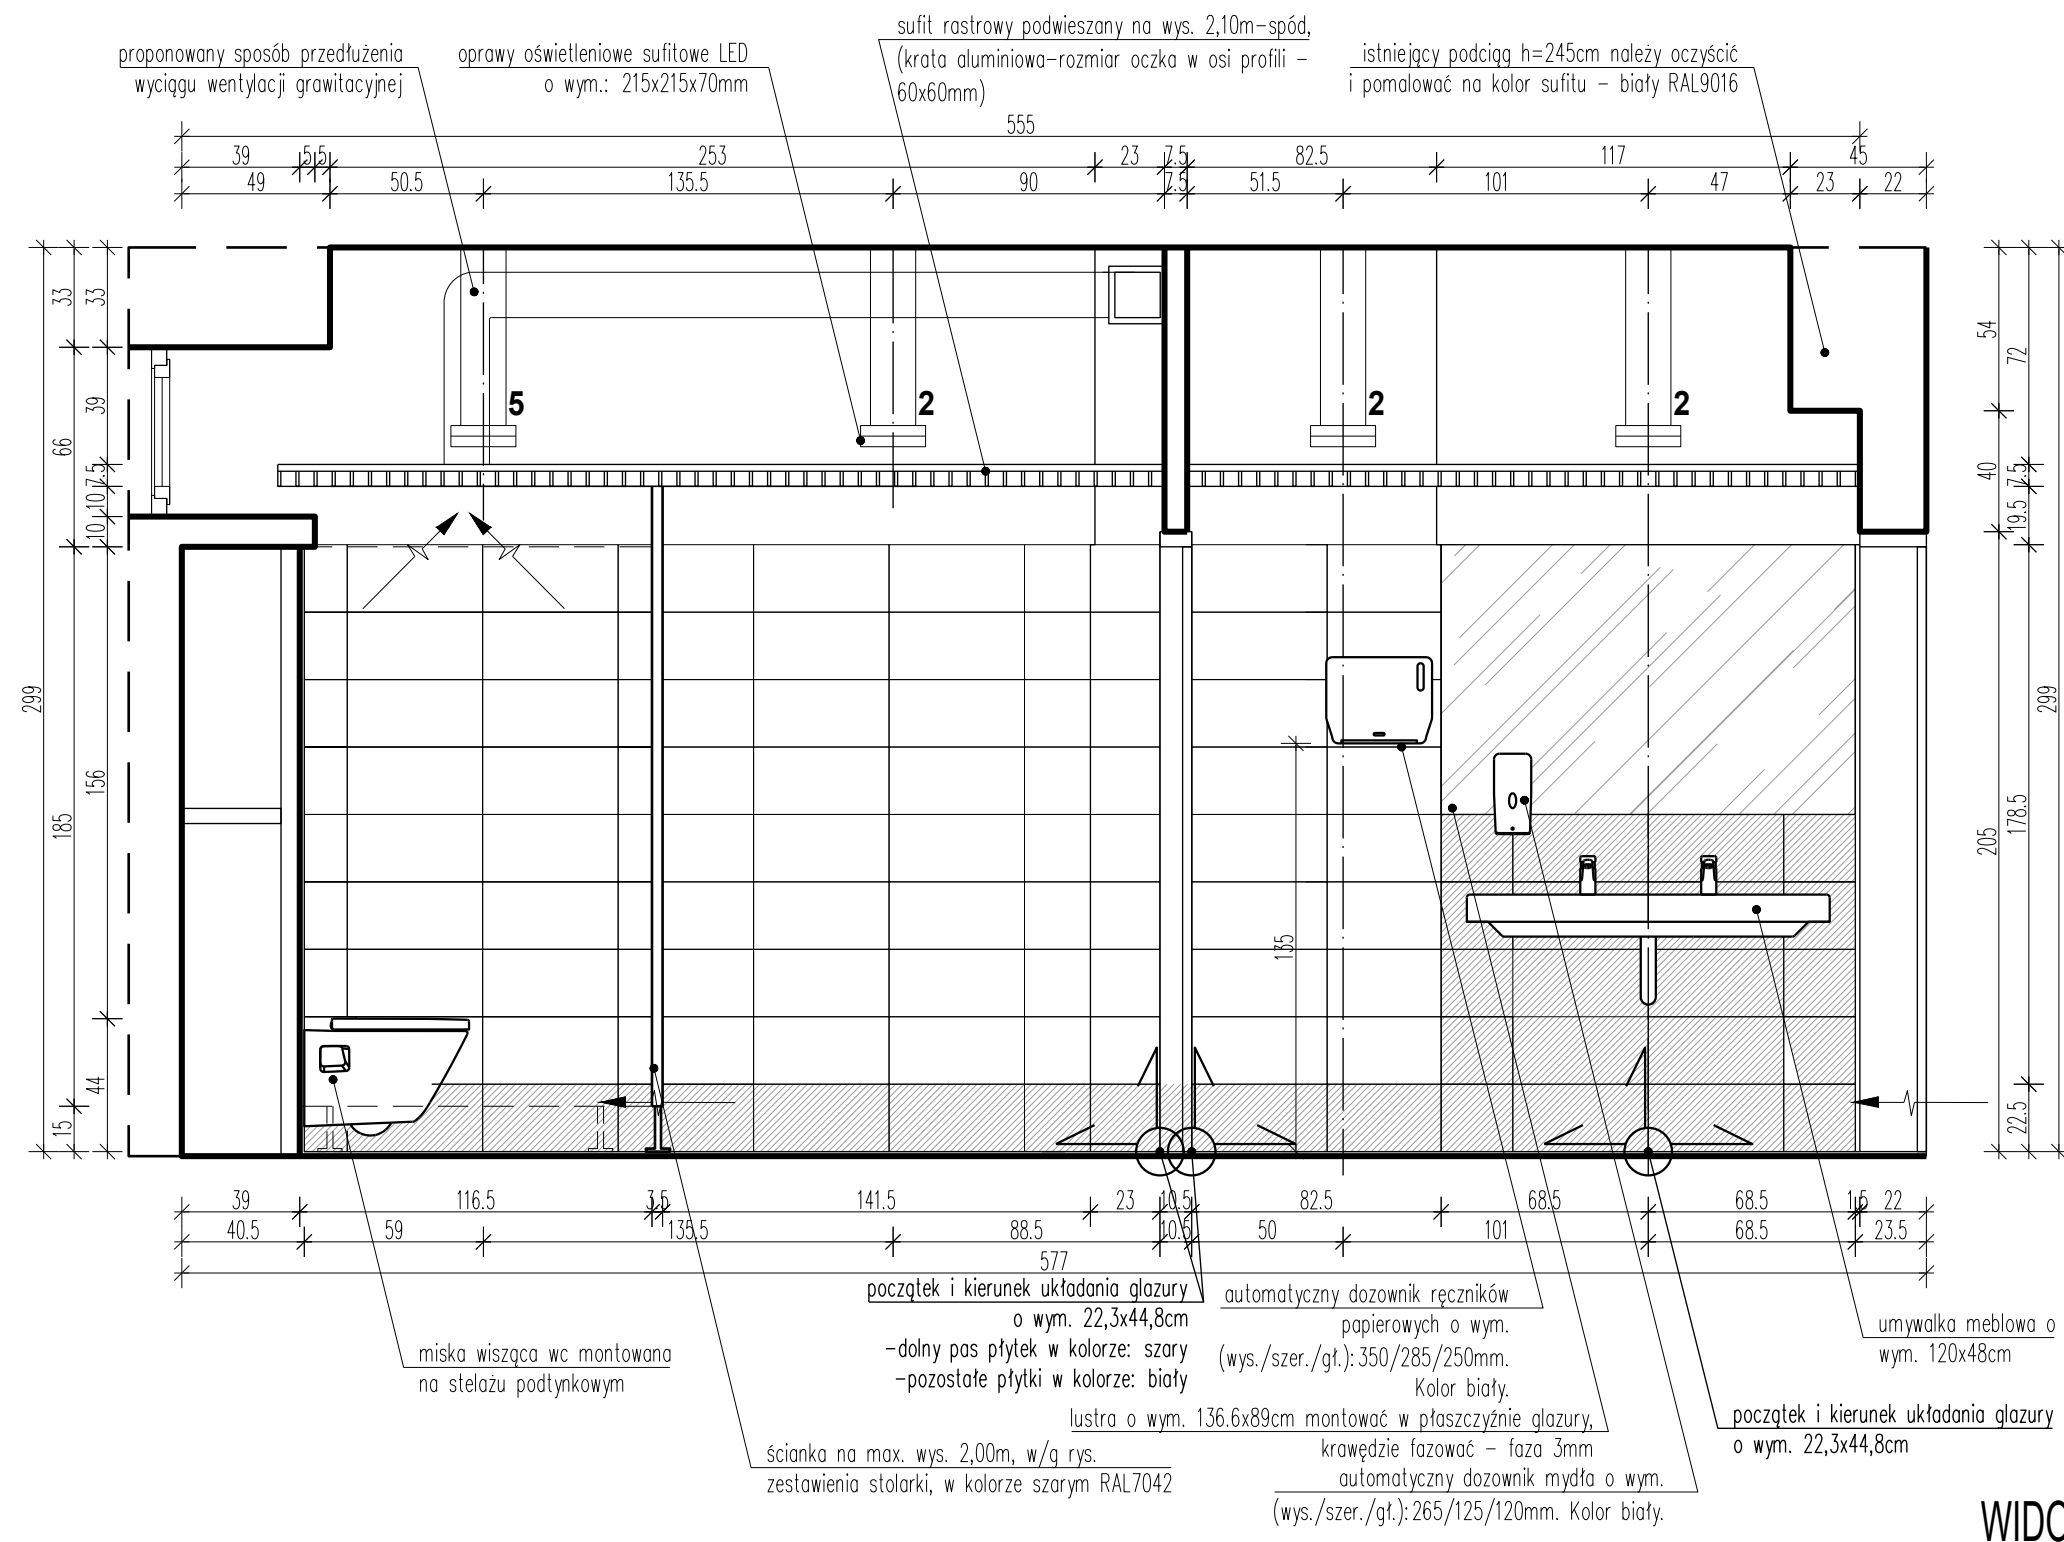 proponowany sposób przedłużenia
wyciągu wentylacji grawitacyjnej
oprawy oświetleniowe sufitowe LED
o wym.: 215x215x70mm
sufit rastrowy podwieszany na wys. 2,10m-spód,
(krata aluminiowa-rozmiar oczka w osi profili -
60x60mm)
istniejący podciąg h=245cm należy oczyścić
i pomalować na kolor sufitu - biały RAL9016
555
39 5 5 253 23 7.5 82.5 117 45
49 50.5 135.5 90 7.5 51.5 101 47 23 22
299
33 66 185 15
33 39 7.5 10 10 156 44
5 2 2 2
135
54 40 205
72 7.5 19.5 178.5 22.5
299
39 116.5 3.5 141.5 23 10.5 82.5 68.5 68.5 1.5 22
40.5 59 135.5 88.5 10.5 50 101 68.5 23.5
577
początek i kierunek układania glazury
o wym. 22,3x44,8cm
-dolny pas płytek w kolorze: szary
-pozostałe płytki w kolorze: biały
automatyczny dozownik ręczników
papierowych o wym.
(wys./szer./gł.): 350/285/250mm.
Kolor biały.
umywalka meblowa o
wym. 120x48cm
miska wisząca wc montowana
na stelażu podtynkowym
lustra o wym. 136.6x89cm montować w płaszczyźnie glazury,
krawędzie fazować - faza 3mm
początek i kierunek układania glazury
o wym. 22,3x44,8cm
ścianka na max. wys. 2,00m, w/g rys.
zestawienia stolarki, w kolorze szarym RAL7042
automatyczny dozownik mydła o wym.
(wys./szer./gł.): 265/125/120mm. Kolor biały.
WIDO